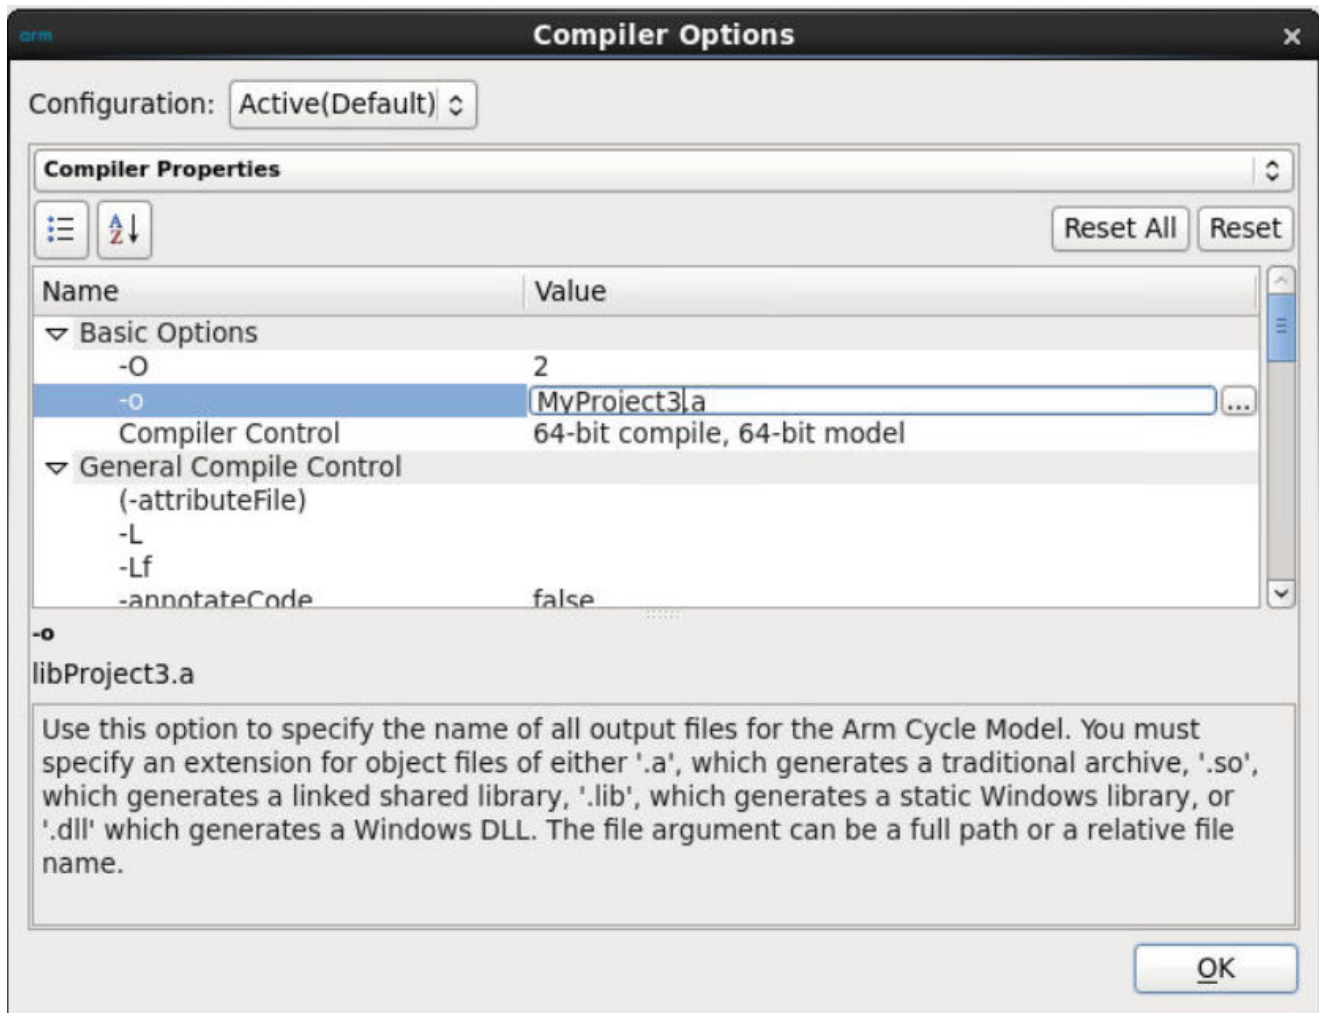 arm
Compiler Options
Configuration: Active(Default)
Compiler Properties
A
Z
Reset All Reset
Name Value
Basic Options
-O 2
-o MyProject3.a ...
Compiler Control 64-bit compile, 64-bit model
General Compile Control
(-attributeFile)
-L
-Lf
-annotateCode false
-o
libProject3.a
Use this option to specify the name of all output files for the Arm Cycle Model. You must
specify an extension for object files of either '.a', which generates a traditional archive, '.so',
which generates a linked shared library, '.lib', which generates a static Windows library, or
'.dll' which generates a Windows DLL. The file argument can be a full path or a relative file
name.
OK